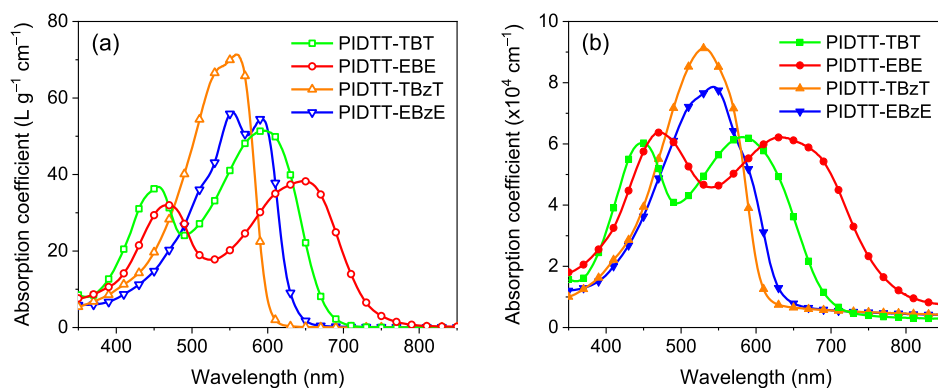 (a)
PIDTT-TBT
PIDTT-EBE
PIDTT-TBzT
PIDTT-EBzE
Absorption coefficient (L g⁻¹ cm⁻¹)
80
60
40
20
0
400 500 600 700 800
Wavelength (nm)
(b)
PIDTT-TBT
PIDTT-EBE
PIDTT-TBzT
PIDTT-EBzE
Absorption coefficient (x10⁴ cm⁻¹)
10
8
6
4
2
0
400 500 600 700 800
Wavelength (nm)